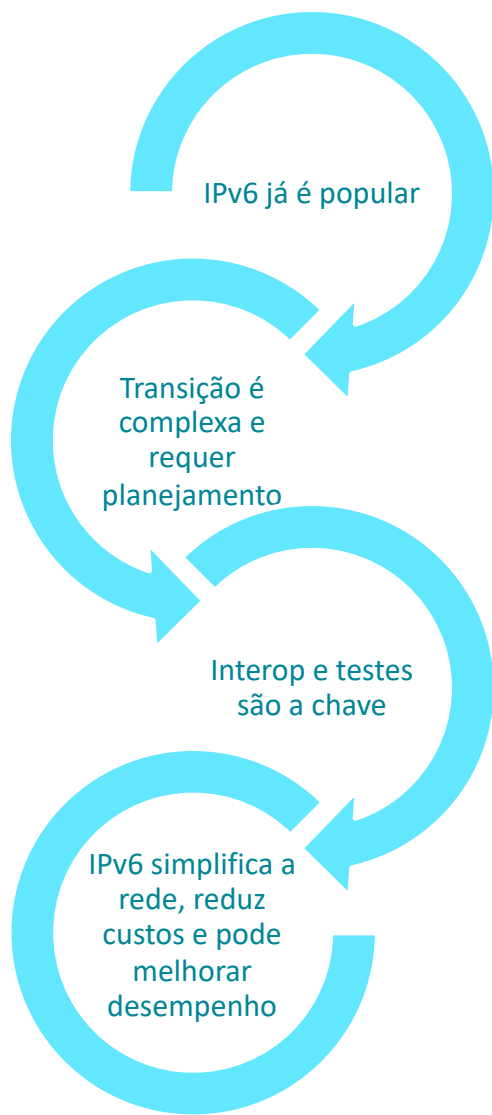 IPv6 já é popular
Transição é
complexa e
requer
planejamento
Interop e testes
são a chave
IPv6 simplifica a
rede, reduz
custos e pode
melhorar
desempenho